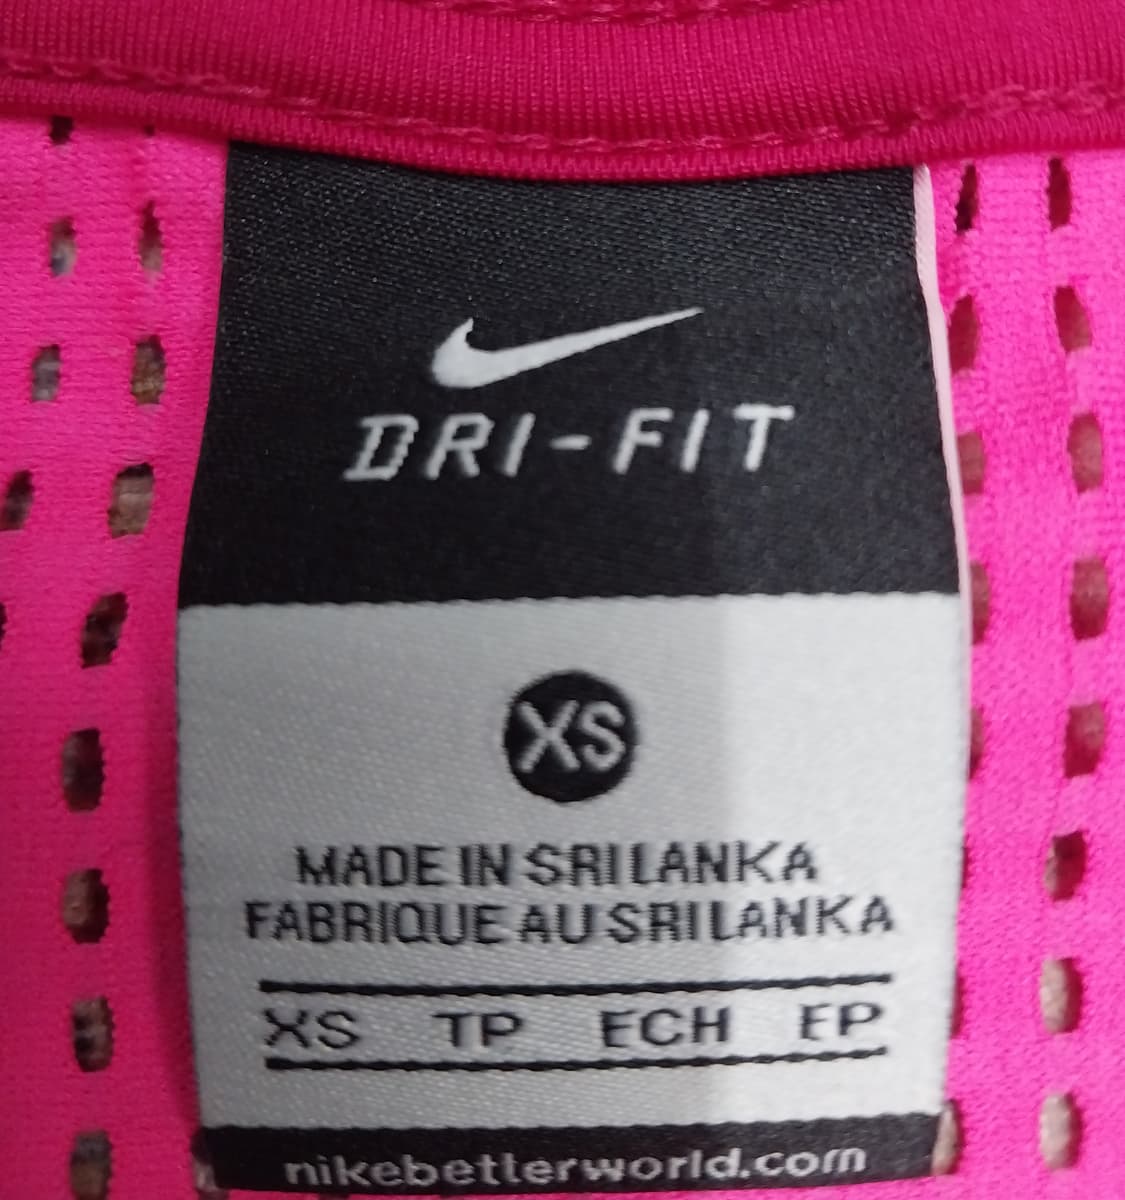 DRI-FIT
XS
MADE IN SRI LANKA
FABRIQUE AU SRI LANKA
XS TP ECH EP
nikebetterworld.com